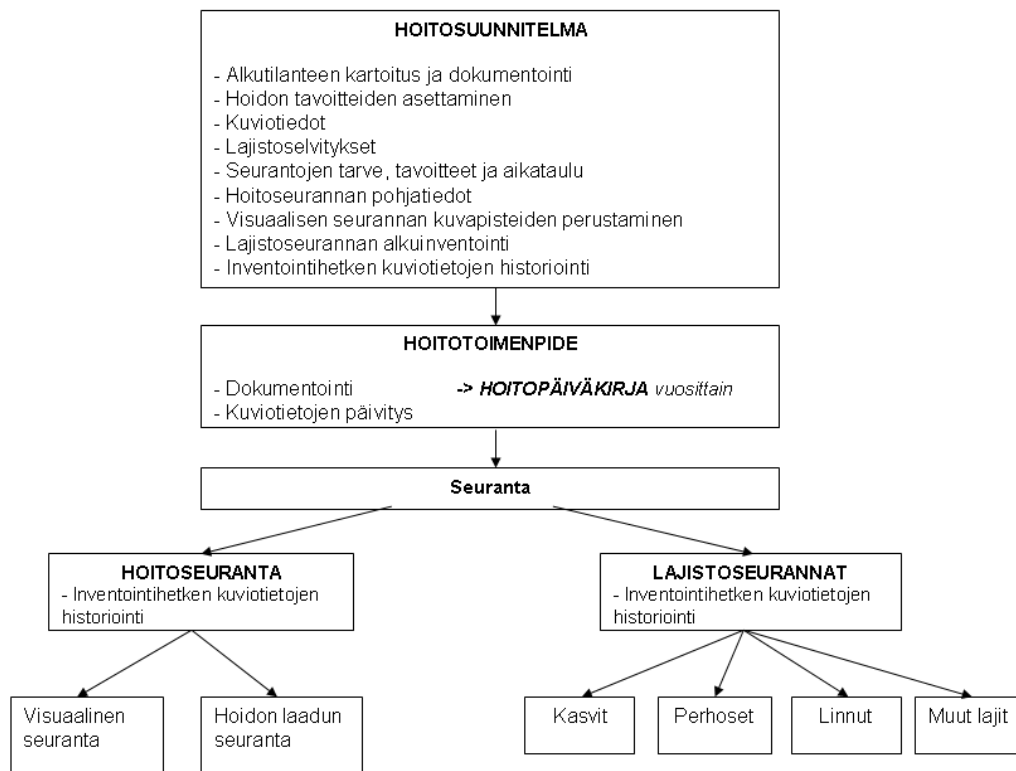 HOITOSUUNNITELMA
- Alkutilanteen kartoitus ja dokumentointi
- Hoidon tavoitteiden asettaminen
- Kuviotiedot
- Lajistoselvitykset
- Seurantojen tarve, tavoitteet ja aikataulu
- Hoitoseurannan pohjatiedot
- Visuaalisen seurannan kuvapisteiden perustaminen
- Lajistoseurannan alkuinventointi
- Inventointihetken kuviotietojen historiointi
HOITOTOIMENPIDE
- Dokumentointi -> HOITOPÄIVÄKIRJA vuosittain
- Kuviotietojen päivitys
Seuranta
HOITOSEURANTA
- Inventointihetken kuviotietojen
historiointi
LAJISTOSEURANNAT
- Inventointihetken kuviotietojen
historiointi
Visuaalinen
seuranta
Hoidon laadun
seuranta
Kasvit
Perhoset
Linnut
Muut lajit